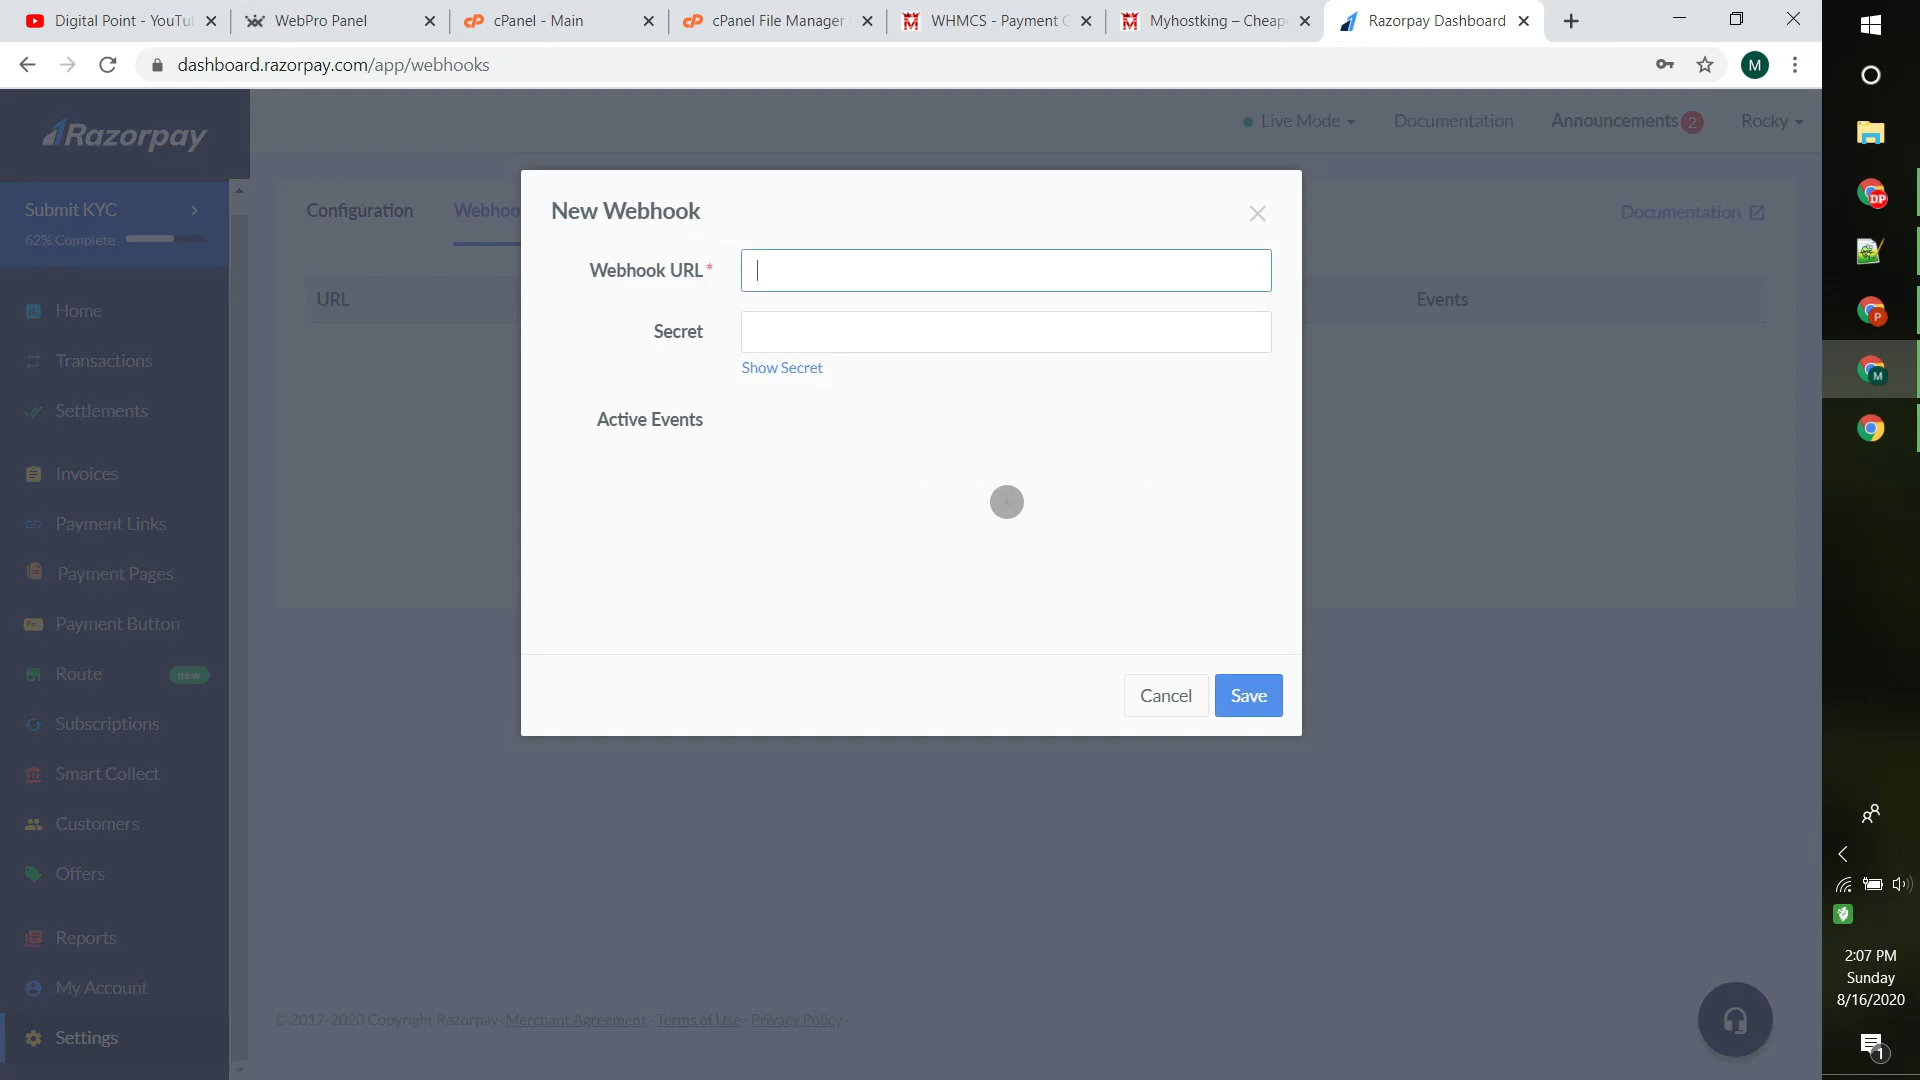 Digital Point - YouTu
WebPro Panel
cPanel - Main
cPanel File Manager
WHMCS - Payment
Myhostking – Cheap
Razorpay Dashboard
dashboard.razorpay.com/app/webhooks
M
Razorpay
Live Mode
Documentation
Announcements 2
Rocky
Submit KYC
62% Complete
Home
Transactions
Settlements
Invoices
Payment Links
Payment Pages
Payment Button
Route new
Subscriptions
Smart Collect
Customers
Offers
Reports
My Account
Settings
Configuration
Webhoo
Documentation
URL
Events
New Webhook
Webhook URL *
Secret
Show Secret
Active Events
Cancel
Save
© 2017-2020 Copyright Razorpay · Merchant Agreement · Terms of Use · Privacy Policy
DP
P
M
2:07 PM
Sunday
8/16/2020
1